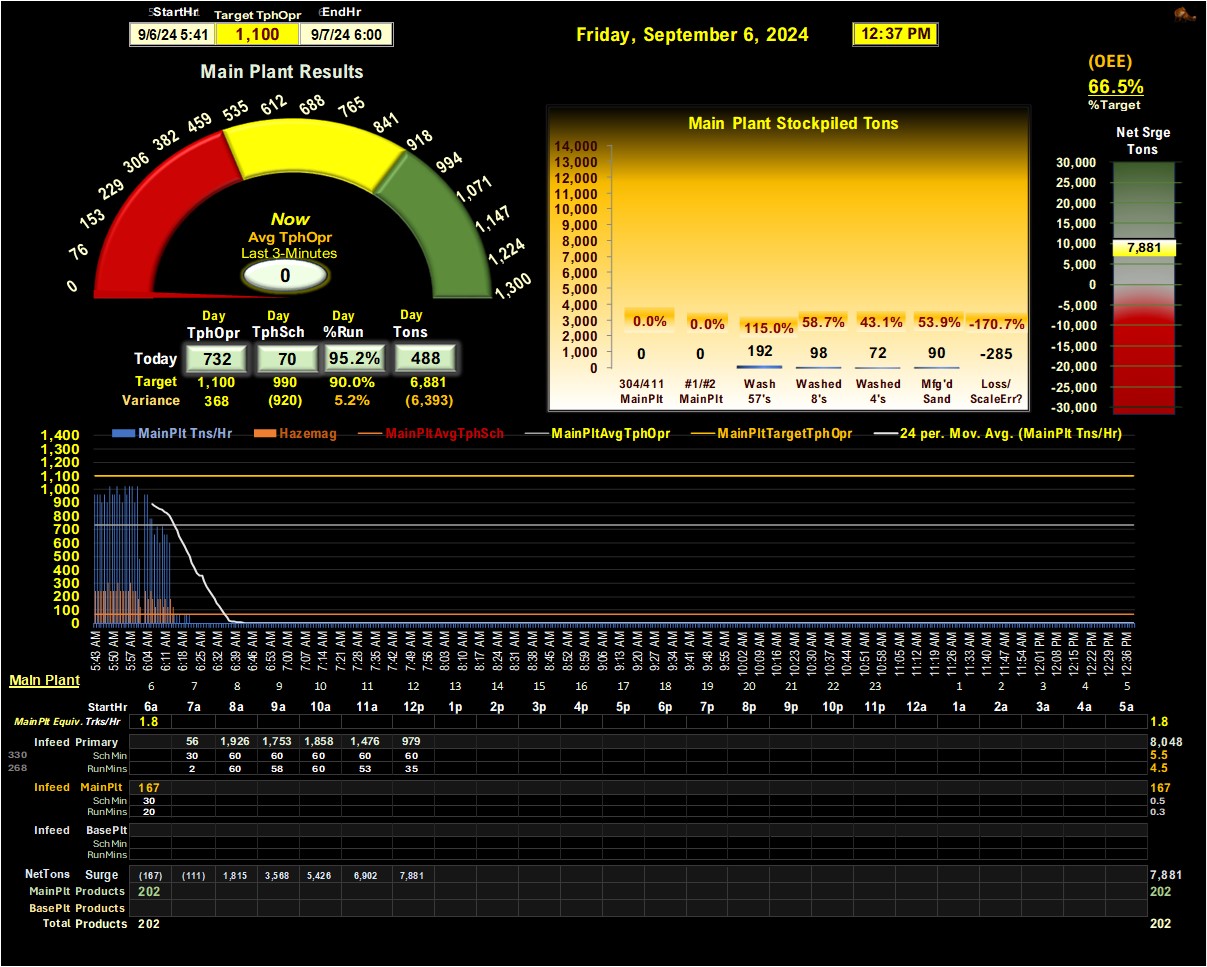 StartHr Target TphOpr EndHr
9/6/24 5:41 1,100 9/7/24 6:00
Friday, September 6, 2024 12:37 PM
(OEE)
66.5%
%Target
Main Plant Results
0 76 153 229 306 382 459 535 612 688 765 841 918 994 1,071 1,147 1,224 1,300
Now
Avg TphOpr
Last 3-Minutes
0
Day Day Day Day
TphOpr TphSch %Run Tons
Today 732 70 95.2% 488
Target 1,100 990 90.0% 6,881
Variance 368 (920) 5.2% (6,393)
Main Plant Stockpiled Tons
14,000
13,000
12,000
11,000
10,000
9,000
8,000
7,000
6,000
5,000
4,000
3,000
2,000
1,000
0
0.0% 0.0% 115.0% 58.7% 43.1% 53.9% -170.7%
0 0 192 98 72 90 -285
304/411 #1/#2 Wash Washed Washed Mfg'd Loss/
MainPlt MainPlt 57's 8's 4's Sand ScaleErr?
Net Srge
Tons
30,000
25,000
20,000
15,000
10,000
7,881
5,000
0
-5,000
-10,000
-15,000
-20,000
-25,000
-30,000
MainPlt Tns/Hr Hazemag MainPltAvgTphSch MainPltAvgTphOpr MainPltTargetTphOpr 24 per. Mov. Avg. (MainPlt Tns/Hr)
1,400
1,300
1,200
1,100
1,000
900
800
700
600
500
400
300
200
100
0
5:43 AM 5:50 AM 5:57 AM 6:04 AM 6:11 AM 6:18 AM 6:25 AM 6:32 AM 6:39 AM 6:46 AM 6:53 AM 7:00 AM 7:07 AM 7:14 AM 7:21 AM 7:28 AM 7:35 AM 7:42 AM 7:49 AM 7:56 AM 8:03 AM 8:10 AM 8:17 AM 8:24 AM 8:31 AM 8:38 AM 8:45 AM 8:52 AM 8:59 AM 9:06 AM 9:13 AM 9:20 AM 9:27 AM 9:34 AM 9:41 AM 9:48 AM 9:55 AM 10:02 AM 10:09 AM 10:16 AM 10:23 AM 10:30 AM 10:37 AM 10:44 AM 10:51 AM 10:58 AM 11:05 AM 11:12 AM 11:19 AM 11:26 AM 11:33 AM 11:40 AM 11:47 AM 11:54 AM 12:01 PM 12:08 PM 12:15 PM 12:22 PM 12:29 PM 12:36 PM
Main Plant
6 7 8 9 10 11 12 13 14 15 16 17 18 19 20 21 22 23 1 2 3 4 5
StartHr 6a 7a 8a 9a 10a 11a 12p 1p 2p 3p 4p 5p 6p 7p 8p 9p 10p 11p 12a 1a 2a 3a 4a 5a
MainPlt Equiv. Trks/Hr 1.8 1.8
Infeed Primary 56 1,926 1,753 1,858 1,476 979 8,048
330 Sch Min 30 60 60 60 60 60 5.5
268 RunMins 2 60 58 60 53 35 4.5
Infeed MainPlt 167 167
Sch Min 30 0.5
RunMins 20 0.3
Infeed BasePlt
Sch Min
RunMins
NetTons Surge (167) (111) 1,815 3,568 5,426 6,902 7,881 7,881
MainPlt Products 202 202
BasePlt Products
Total Products 202 202